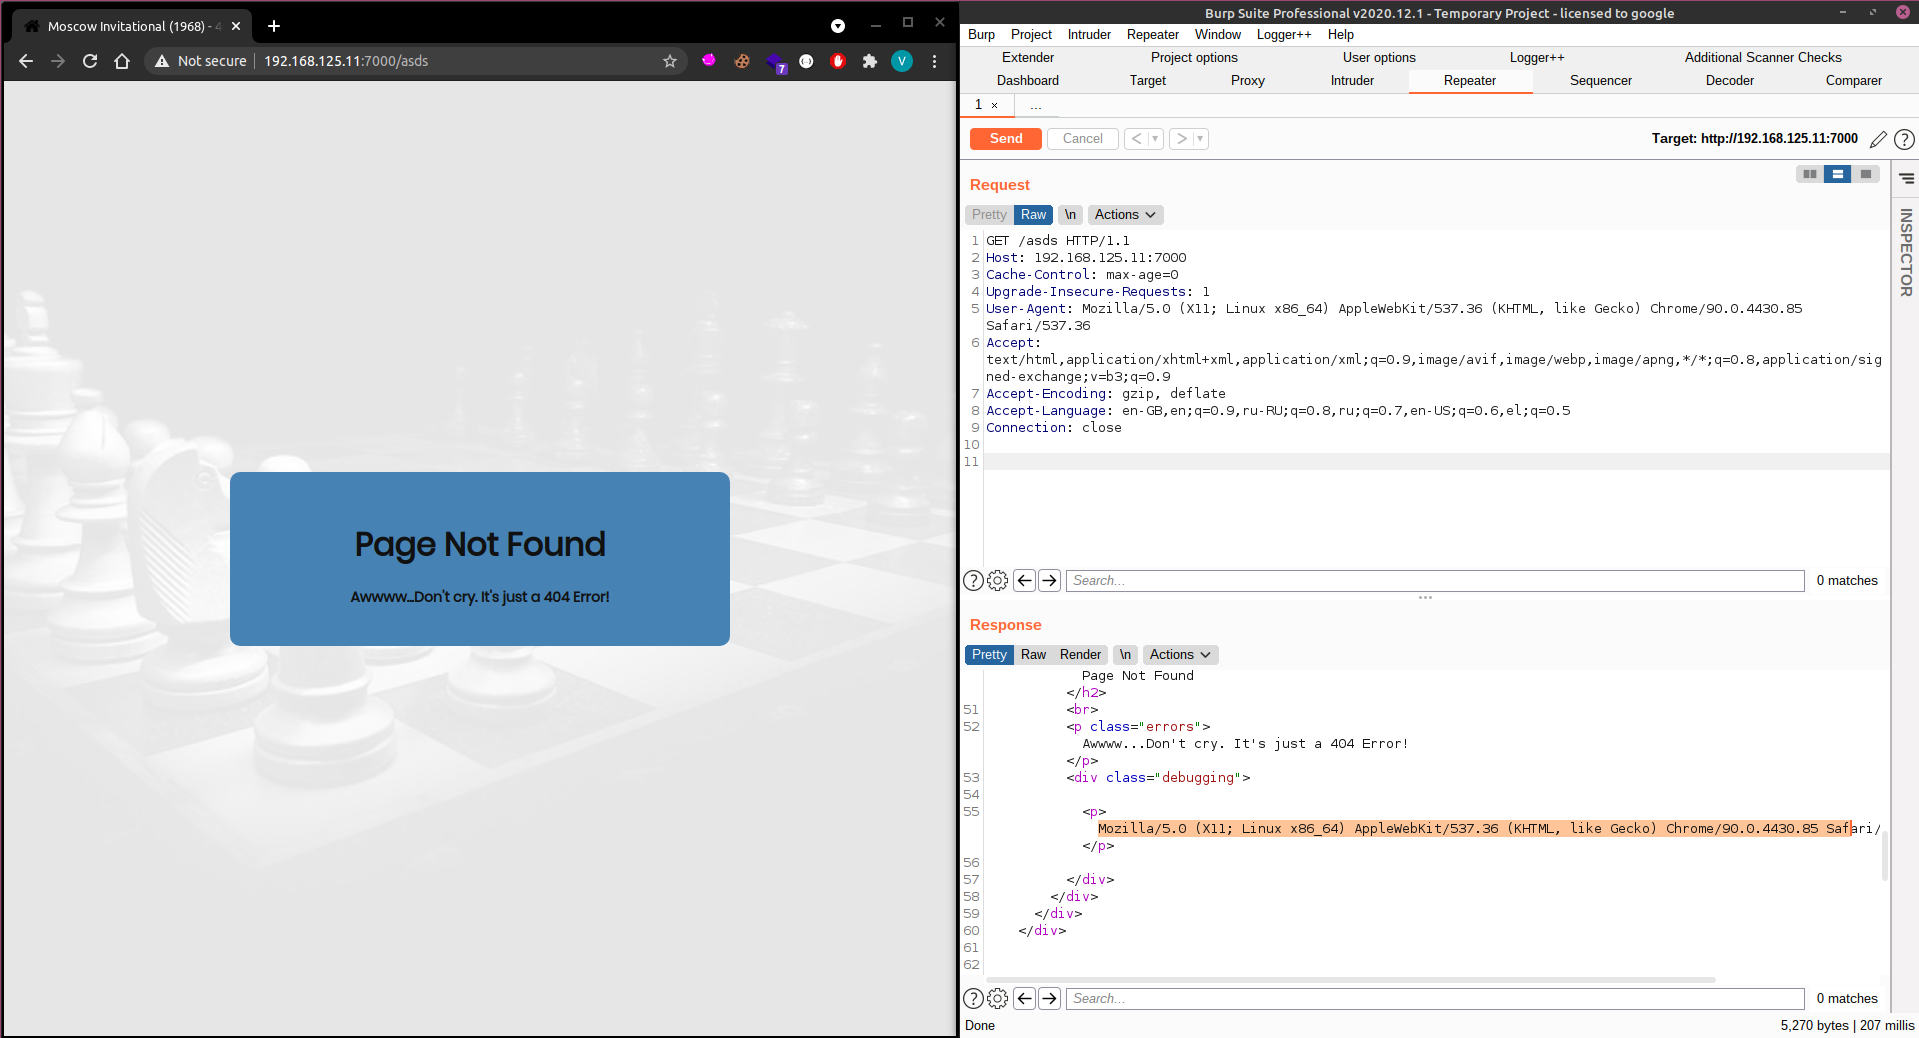 Moscow Invitational (1968) - 4
Not secure
192.168.125.11:7000/asds
7
V
Page Not Found
Awwww...Don't cry. It's just a 404 Error!
Burp Suite Professional v2020.12.1 - Temporary Project - licensed to google
Burp Project Intruder Repeater Window Logger++ Help
Extender Project options User options Logger++ Additional Scanner Checks
Dashboard Target Proxy Intruder Repeater Sequencer Decoder Comparer
1 × ...
Send Cancel < > Target: http://192.168.125.11:7000 ?
Request
Pretty Raw \n Actions
INSPECTOR
1 GET /asds HTTP/1.1
2 Host: 192.168.125.11:7000
3 Cache-Control: max-age=0
4 Upgrade-Insecure-Requests: 1
5 User-Agent: Mozilla/5.0 (X11; Linux x86_64) AppleWebKit/537.36 (KHTML, like Gecko) Chrome/90.0.4430.85
Safari/537.36
6 Accept:
text/html,application/xhtml+xml,application/xml;q=0.9,image/avif,image/webp,image/apng,*/*;q=0.8,application/sig
ned-exchange;v=b3;q=0.9
7 Accept-Encoding: gzip, deflate
8 Accept-Language: en-GB,en;q=0.9,ru-RU;q=0.8,ru;q=0.7,en-US;q=0.6,el;q=0.5
9 Connection: close
10
11
? Search... 0 matches
Response
Pretty Raw Render \n Actions
Page Not Found
</h2>
51 <br>
52 <p class="errors">
Awwww...Don't cry. It's just a 404 Error!
</p>
53 <div class="debugging">
54
55 <p>
Mozilla/5.0 (X11; Linux x86_64) AppleWebKit/537.36 (KHTML, like Gecko) Chrome/90.0.4430.85 Safari/
</p>
56
57 </div>
58 </div>
59 </div>
60 </div>
61
62
? Search... 0 matches
Done 5,270 bytes | 207 millis